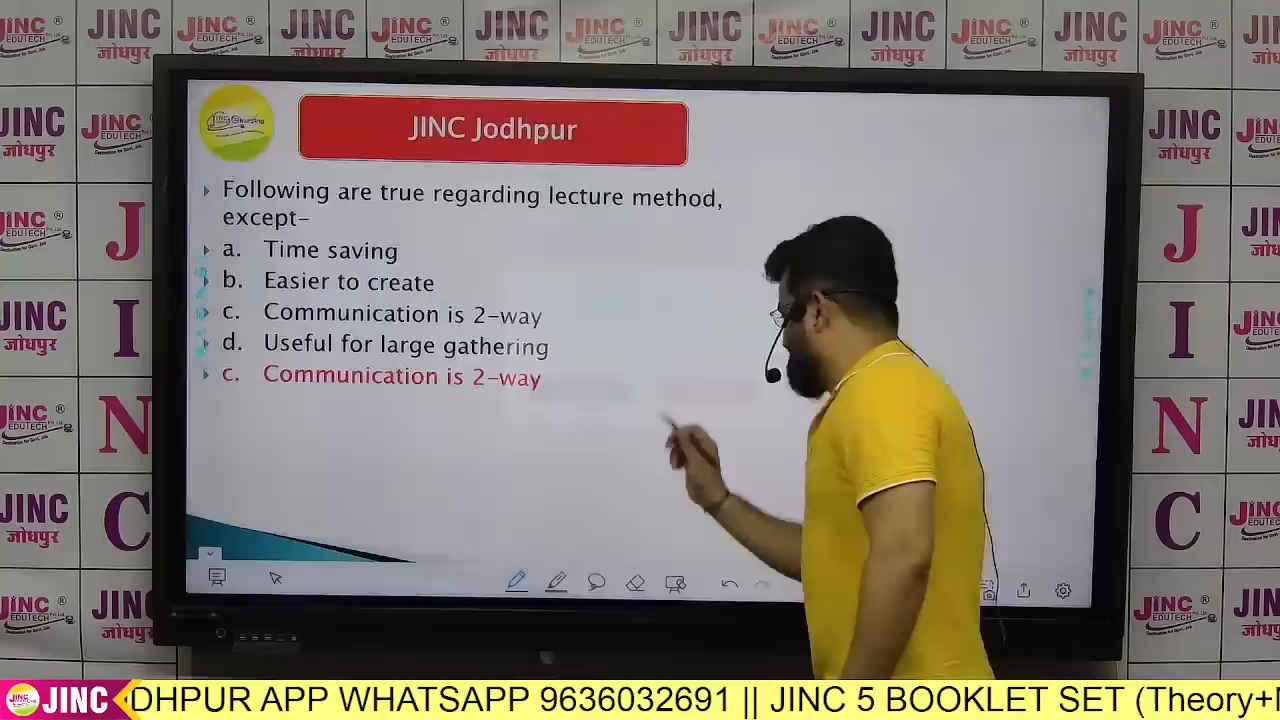 JINC Jodhpur
Following are true regarding lecture method,
except-
a. Time saving
b. Easier to create
c. Communication is 2-way
d. Useful for large gathering
c. Communication is 2-way
JINC
जोधपुर
JINC
EDUTECH
J
I
N
C
J
I
N
C
JINC
DHPUR APP WHATSAPP 9636032691 || JINC 5 BOOKLET SET (Theory+